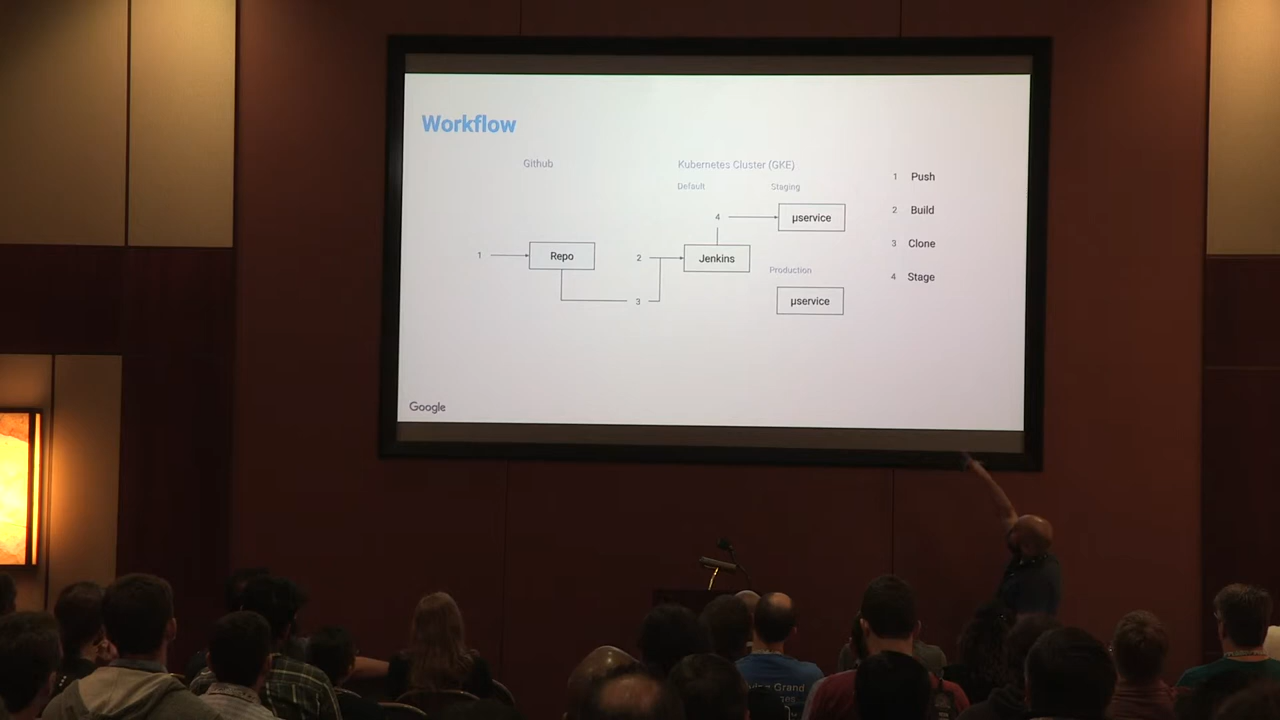 Workflow
Github
Kubernetes Cluster (GKE)
Default
Staging
1 Push
2 Build
3 Clone
4 Stage
4
µservice
1
Repo
2
Jenkins
Production
3
µservice
Google
Grand